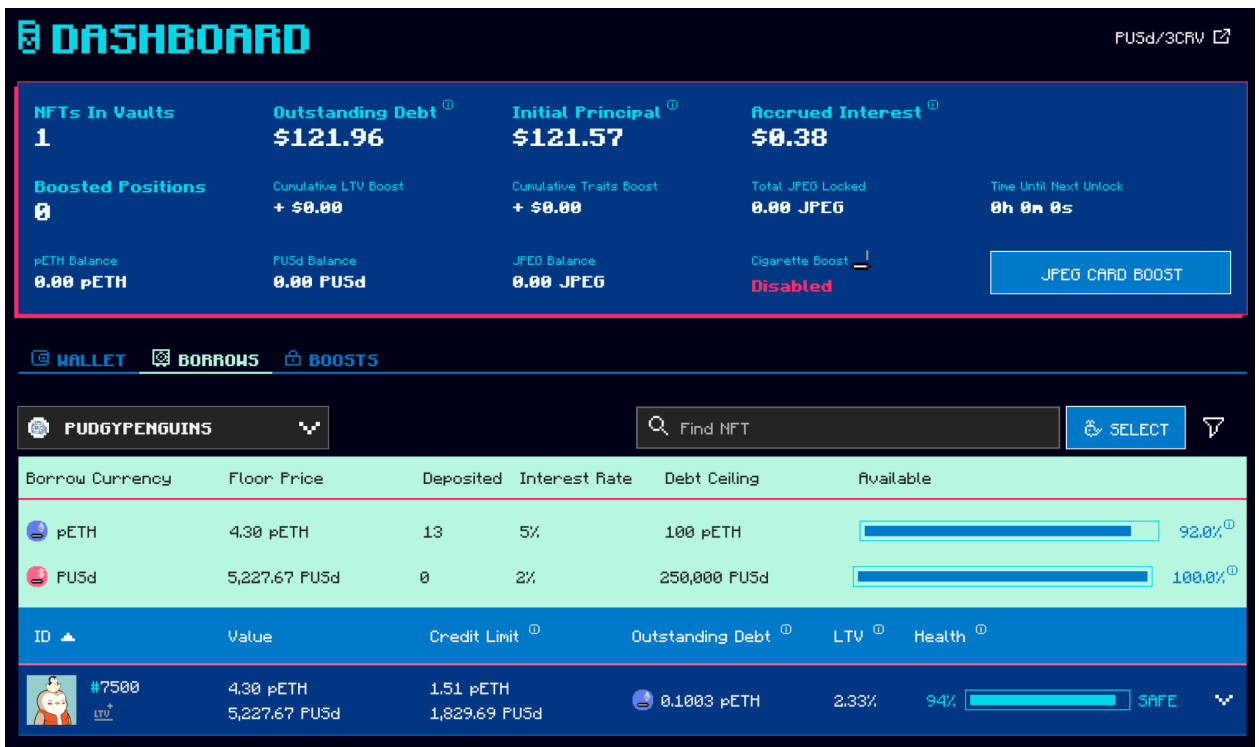 DASHBOARD
PUSd/3CRV
NFTs In Vaults
1
Outstanding Debt
$121.96
Initial Principal
$121.57
Accrued Interest
$0.38
Boosted Positions
0
Cumulative LTV Boost
+ $0.00
Cumulative Traits Boost
+ $0.00
Total JPEG Locked
0.00 JPEG
Time Until Next Unlock
0h 0m 0s
pETH Balance
0.00 pETH
PUSd Balance
0.00 PUSd
JPEG Balance
0.00 JPEG
Cigarette Boost
Disabled
JPEG CARD BOOST
WALLET BORROWS BOOSTS
PUDGYPENGUINS
Find NFT
SELECT
Borrow Currency Floor Price Deposited Interest Rate Debt Ceiling Available
pETH 4.30 pETH 13 5% 100 pETH 92.0%
PUSd 5,227.67 PUSd 0 2% 250,000 PUSd 100.0%
ID Value Credit Limit Outstanding Debt LTV Health
#7500
LTV+
4.30 pETH
5,227.67 PUSd
1.51 pETH
1,829.69 PUSd
0.1003 pETH
2.33%
94% SAFE